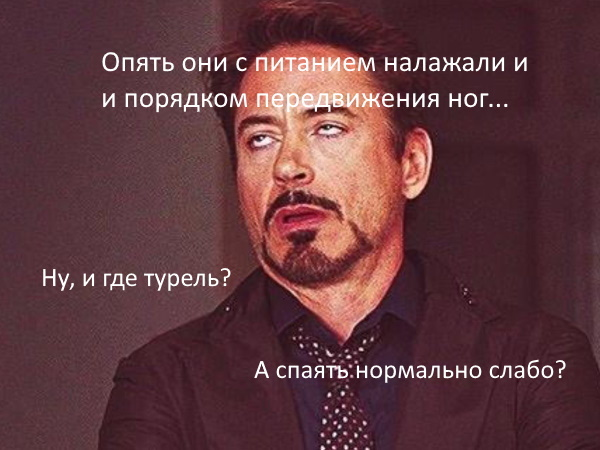 Опять они с питанием налажали и
и порядком передвижения ног...
Ну, и где турель?
А спаять нормально слабо?